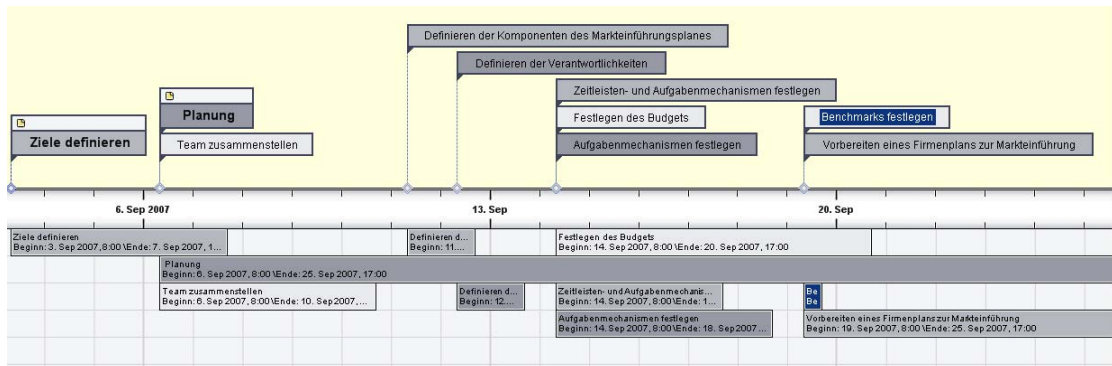 Definieren der Komponenten des Markteinführungsplanes
Definieren der Verantwortlichkeiten
Zeitleisten- und Aufgabenmechanismen festlegen
Planung
Festlegen des Budgets
Benchmarks festlegen
Ziele definieren
Team zusammenstellen
Aufgabenmechanismen festlegen
Vorbereiten eines Firmenplans zur Markteinführung
6. Sep 2007
13. Sep
20. Sep
Ziele definieren
Beginn: 3. Sep 2007, 8:00 \Ende: 7. Sep 2007, 1...
Definieren d...
Beginn: 11....
Festlegen des Budgets
Beginn: 14. Sep 2007, 8:00 \Ende: 20. Sep 2007, 17:00
Planung
Beginn: 6. Sep 2007, 8:00 \Ende: 25. Sep 2007, 17:00
Team zusammenstellen
Beginn: 6. Sep 2007, 8:00 \Ende: 10. Sep 2007,...
Definieren d...
Beginn: 12....
Zeitleisten- und Aufgabenmechanis...
Beginn: 14. Sep 2007, 8:00 \Ende: 1...
Be
Be
Aufgabenmechanismen festlegen
Beginn: 14. Sep 2007, 8:00 \Ende: 18. Sep 2007...
Vorbereiten eines Firmenplans zur Markteinführung
Beginn: 19. Sep 2007, 8:00 \Ende: 25. Sep 2007, 17:00